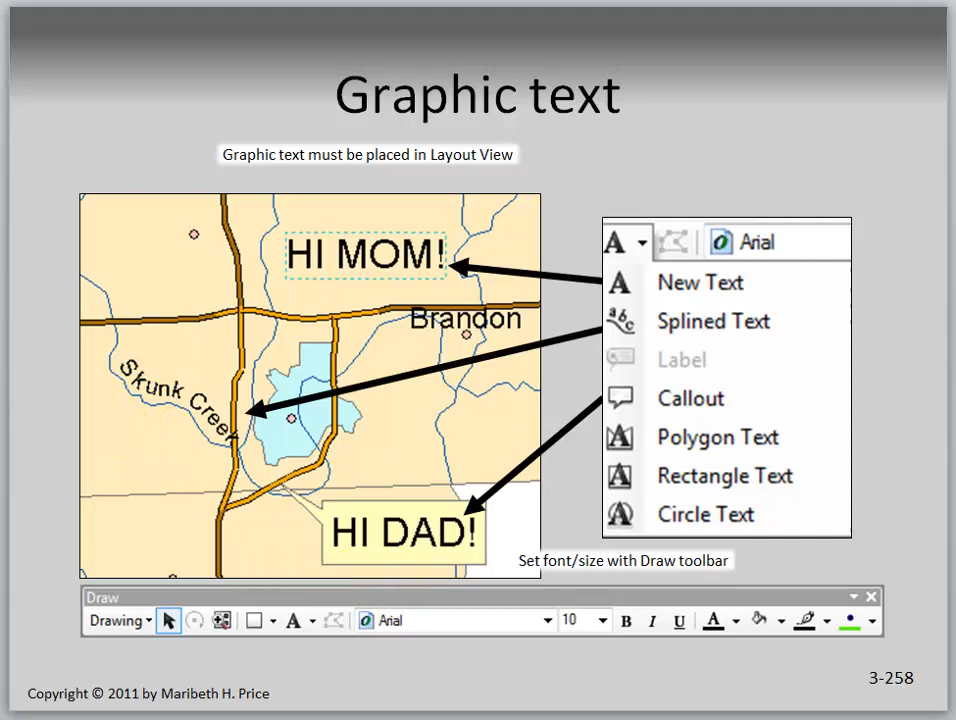 Graphic text
Graphic text must be placed in Layout View
HI MOM!
Brandon
Skunk Creek
HI DAD!
A Arial
New Text
Splined Text
Label
Callout
Polygon Text
Rectangle Text
Circle Text
Set font/size with Draw toolbar
Draw
Drawing A Arial 10 B I U A
3-258
Copyright © 2011 by Maribeth H. Price